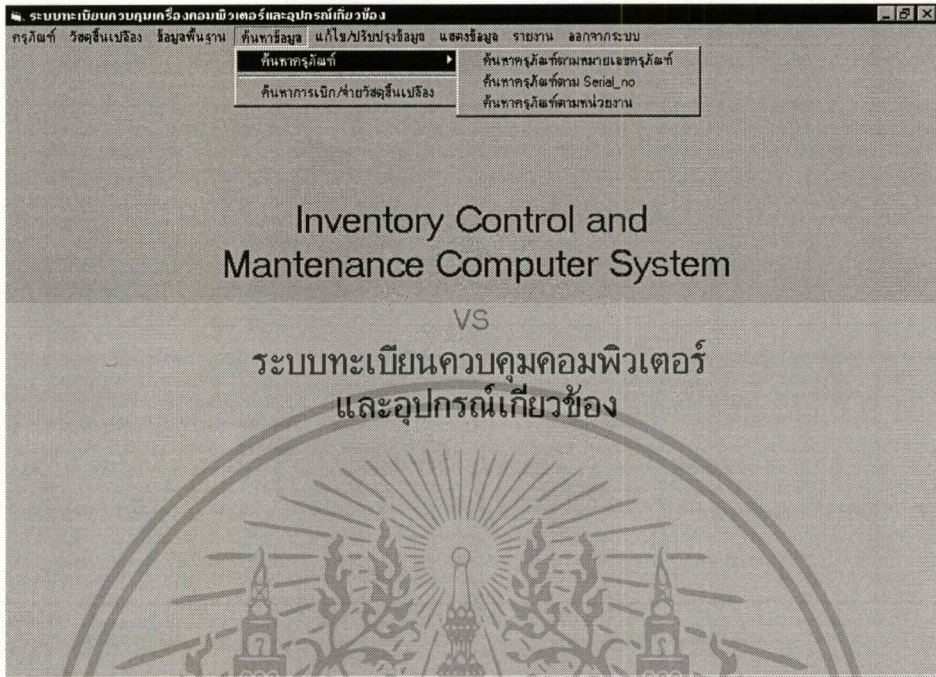 ระบบทะเบียนควบคุมเครื่องคอมพิวเตอร์และอุปกรณ์เกี่ยวข้อง
ครุภัณฑ์ วัสดุสิ้นเปลือง ข้อมูลพื้นฐาน ค้นหาข้อมูล แก้ไข/ปรับปรุงข้อมูล แสดงข้อมูล รายงาน ออกจากระบบ
ค้นหาครุภัณฑ์
ค้นหาการเบิก/จ่ายวัสดุสิ้นเปลือง
ค้นหาครุภัณฑ์ตามหมายเลขครุภัณฑ์
ค้นหาครุภัณฑ์ตาม Serial_no
ค้นหาครุภัณฑ์ตามหน่วยงาน
Inventory Control and
Mantenance Computer System
VS
ระบบทะเบียนควบคุมคอมพิวเตอร์
และอุปกรณ์เกี่ยวข้อง